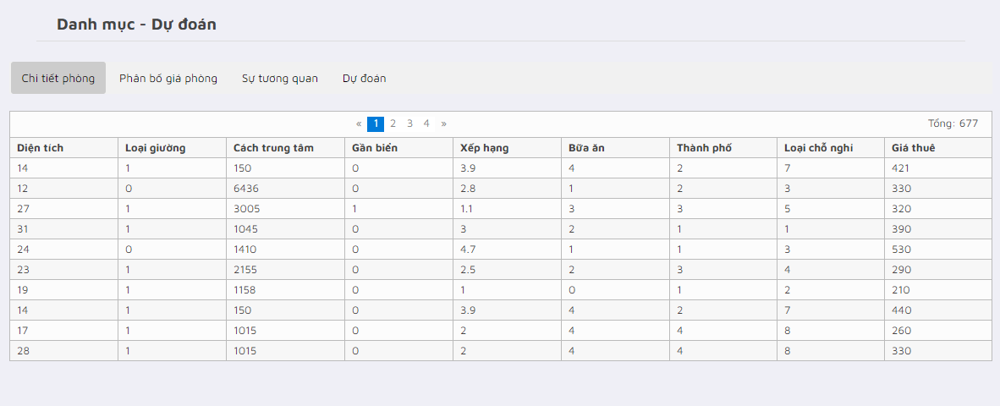 Danh mục - Dự đoán
Chi tiết phòng Phân bố giá phòng Sự tương quan Dự đoán
« 1 2 3 4 » Tổng: 677
Diện tích Loại giường Cách trung tâm Gần biển Xếp hạng Bữa ăn Thành phố Loại chỗ nghỉ Giá thuê
14 1 150 0 3.9 4 2 7 421
12 0 6436 0 2.8 1 2 3 330
27 1 3005 1 1.1 3 3 5 320
31 1 1045 0 3 2 1 1 390
24 0 1410 0 4.7 1 1 3 530
23 1 2155 0 2.5 2 3 4 290
19 1 1158 0 1 0 1 2 210
14 1 150 0 3.9 4 2 7 440
17 1 1015 0 2 4 4 8 260
28 1 1015 0 2 4 4 8 330